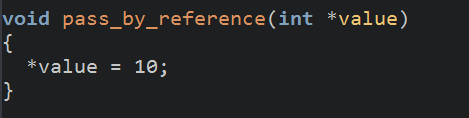 void pass_by_reference(int *value)
{
  *value = 10;
}